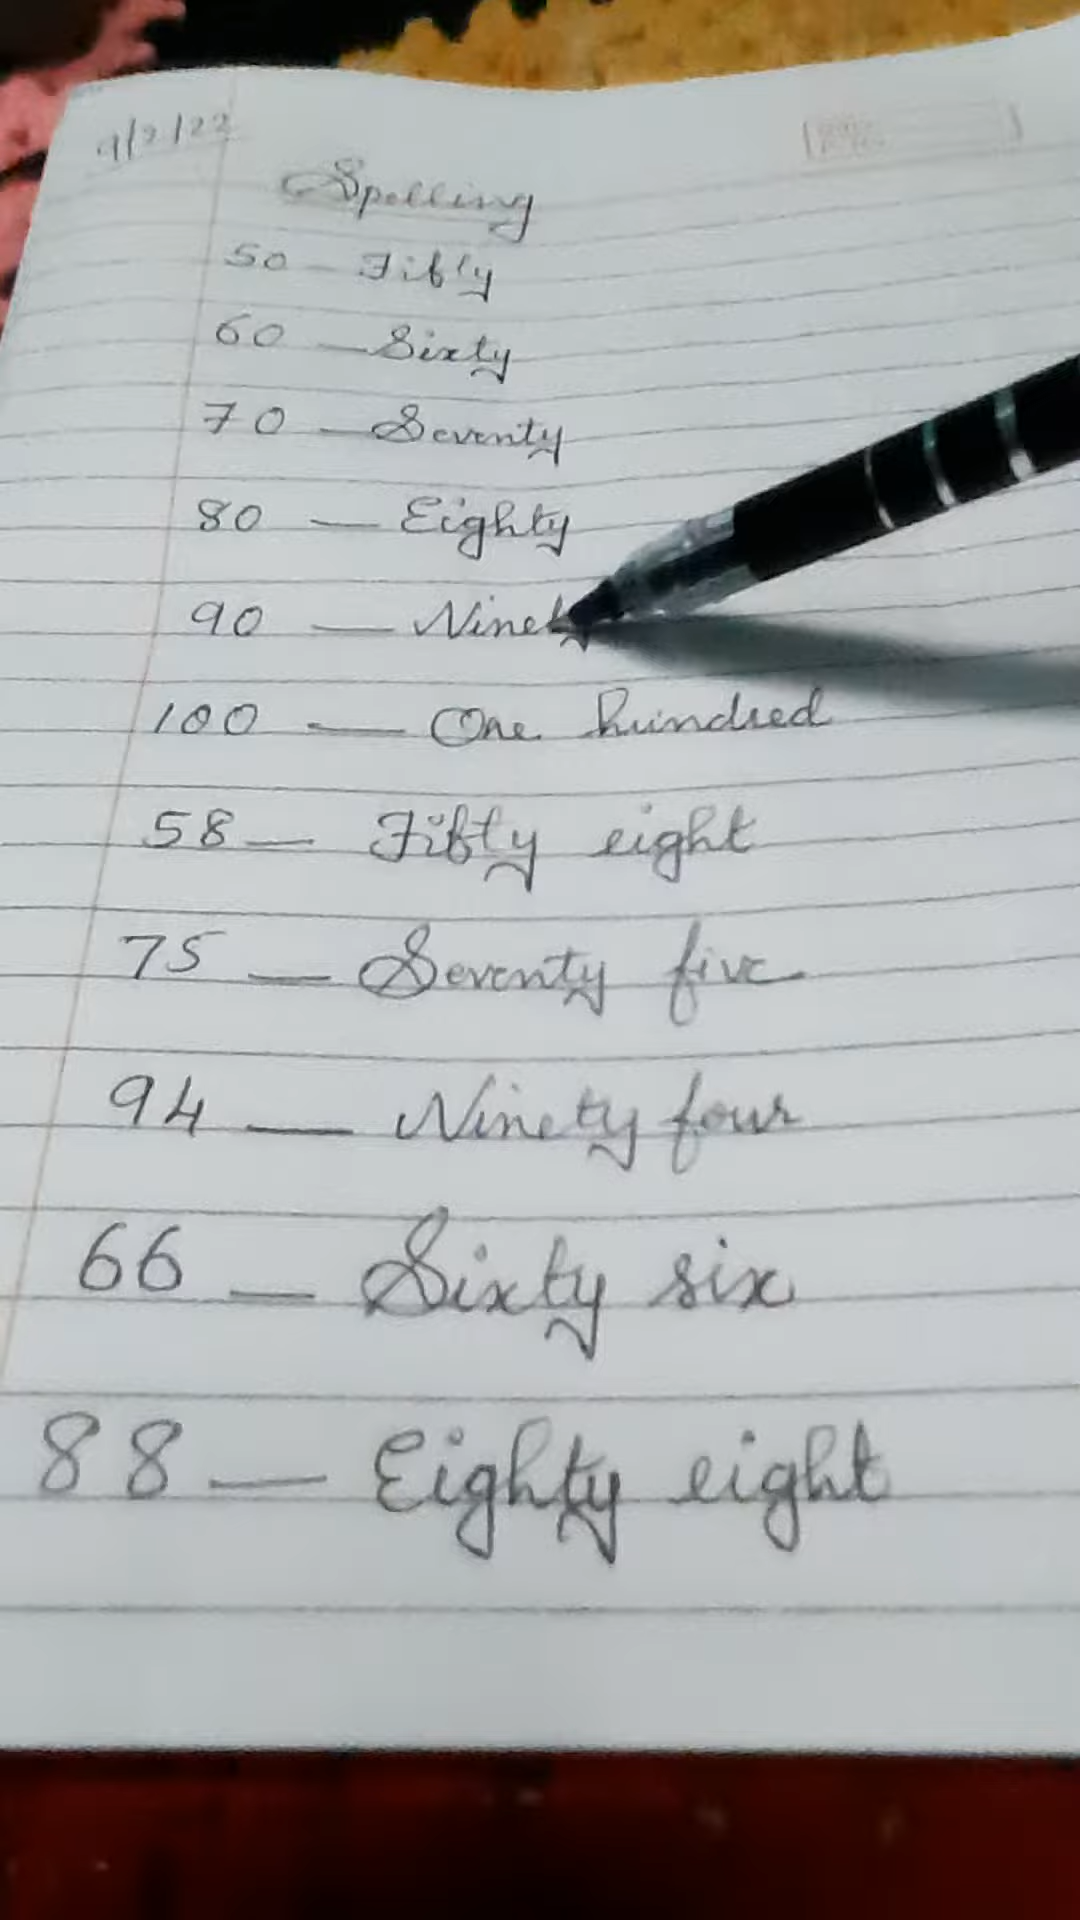 9/2/22
Spelling
50 - Fifty
60 - Sixty
70 - Seventy
80 - Eighty
90 - Ninety
100 - One hundred
58 - Fifty eight
75 - Seventy five
94 - Ninety four
66 - Sixty six
88 - Eighty eight